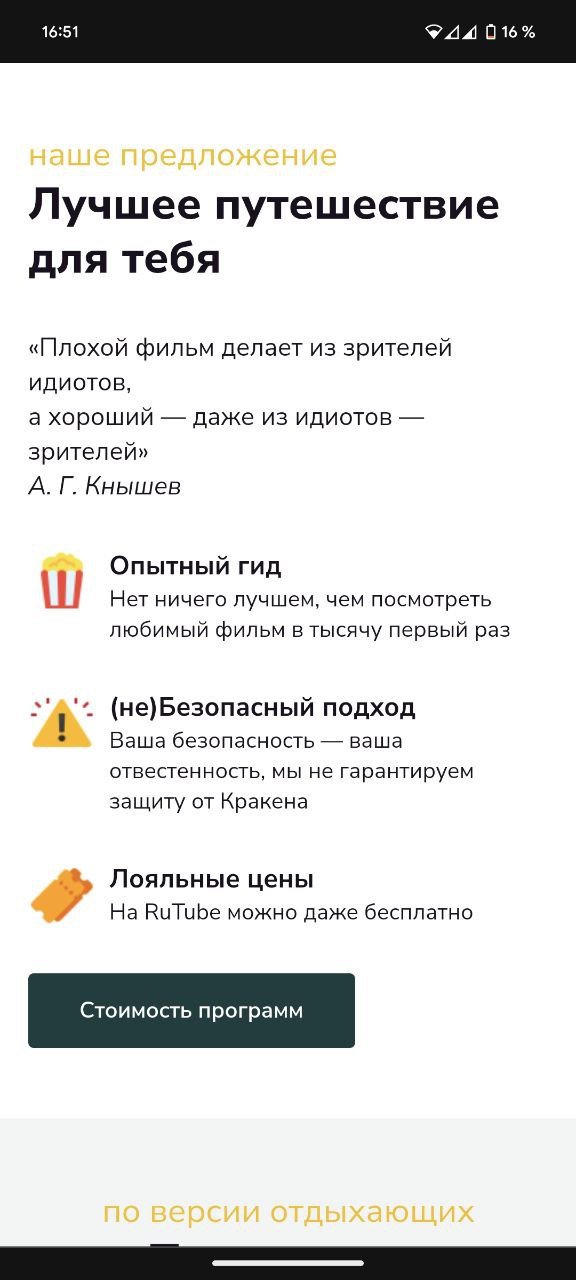 16:51
16 %
наше предложение
Лучшее путешествие
для тебя
«Плохой фильм делает из зрителей
идиотов,
а хороший — даже из идиотов —
зрителей»
А. Г. Кнышев
Опытный гид
Нет ничего лучшем, чем посмотреть
любимый фильм в тысячу первый раз
(не)Безопасный подход
Ваша безопасность — ваша
отвестенность, мы не гарантируем
защиту от Кракена
Лояльные цены
На RuTube можно даже бесплатно
Стоимость программ
по версии отдыхающих